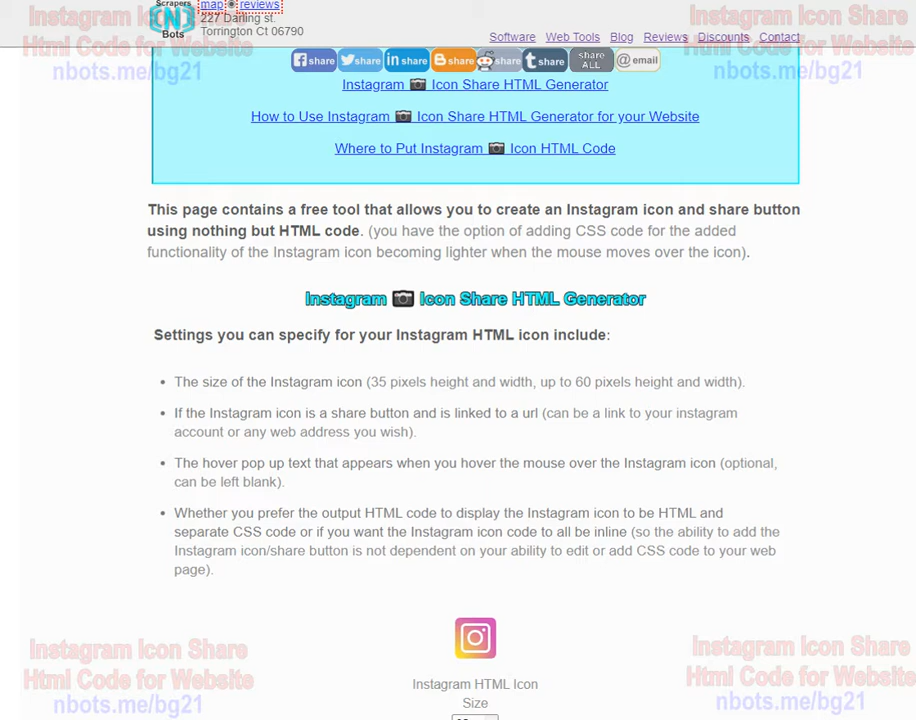 Scrapers
Bots
map ◉ reviews
227 Darling st.
Torrington Ct 06790
Software Web Tools Blog Reviews Discounts Contact
Instagram Icon Share
Html Code for Website
nbots.me/bg21
Instagram Icon Share
Html Code for Website
nbots.me/bg21
share share share share share share share ALL @ email
Instagram 📷 Icon Share HTML Generator
How to Use Instagram 📷 Icon Share HTML Generator for your Website
Where to Put Instagram 📷 Icon HTML Code
This page contains a free tool that allows you to create an Instagram icon and share button
using nothing but HTML code. (you have the option of adding CSS code for the added
functionality of the Instagram icon becoming lighter when the mouse moves over the icon).
Instagram 📷 Icon Share HTML Generator
Settings you can specify for your Instagram HTML icon include:
• The size of the Instagram icon (35 pixels height and width, up to 60 pixels height and width).
• If the Instagram icon is a share button and is linked to a url (can be a link to your instagram
account or any web address you wish).
• The hover pop up text that appears when you hover the mouse over the Instagram icon (optional,
can be left blank).
• Whether you prefer the output HTML code to display the Instagram icon to be HTML and
separate CSS code or if you want the Instagram icon code to all be inline (so the ability to add the
Instagram icon/share button is not dependent on your ability to edit or add CSS code to your web
page).
Instagram HTML Icon
Size
Instagram Icon Share
Html Code for Website
nbots.me/bg21
Instagram Icon Share
Html Code for Website
nbots.me/bg21